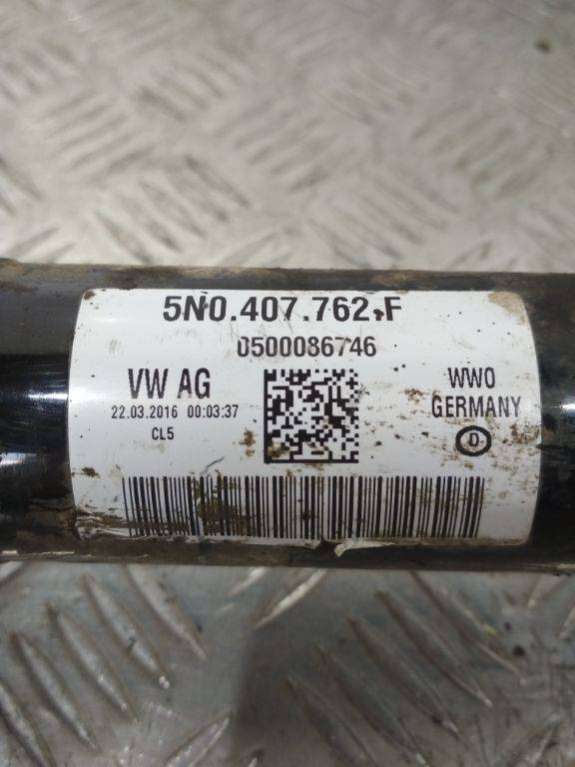 5N0.407.762.F
0500086746
VW AG
22.03.2016 00:03:37
CL5
WWO
GERMANY
D